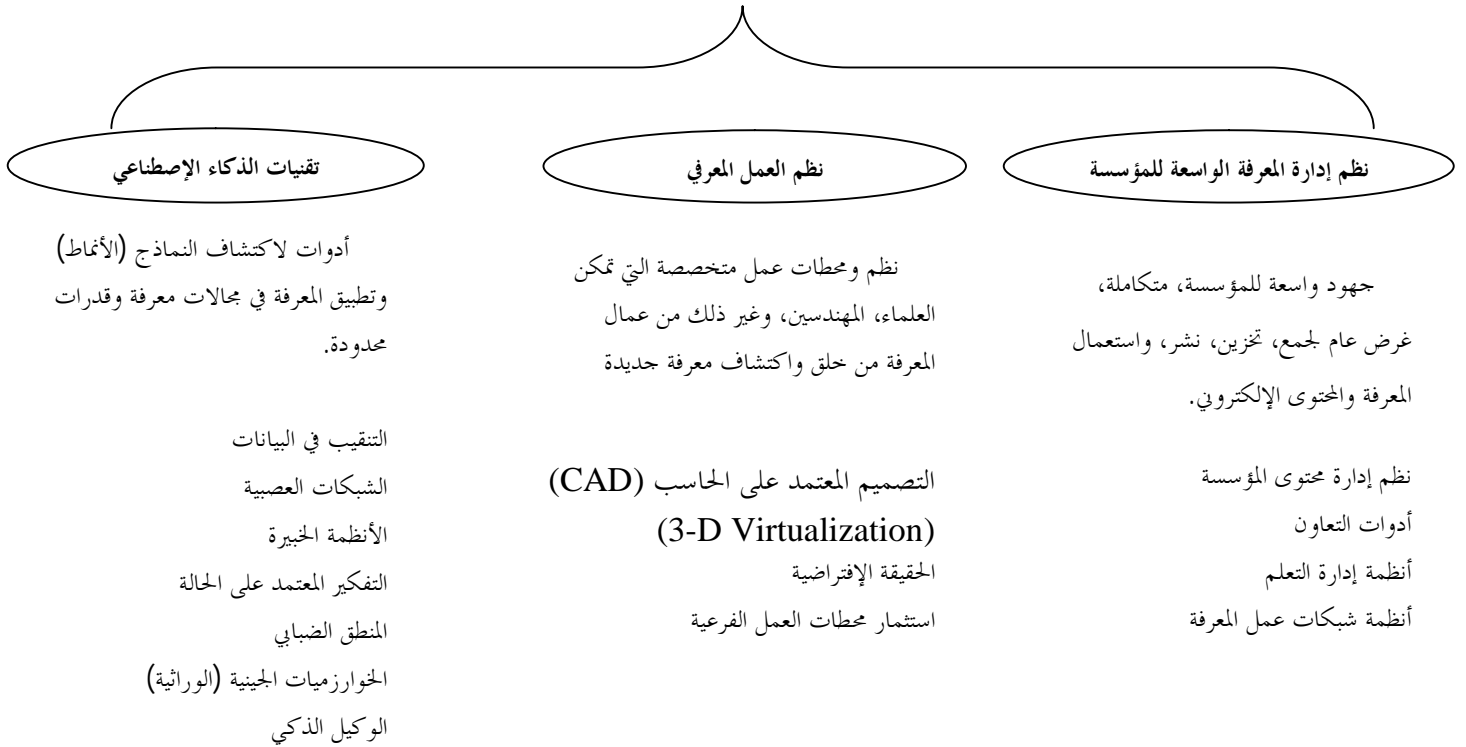 نظم إدارة المعرفة الواسعة للمؤسسة
جهود واسعة للمؤسسة، متكاملة،
غرض عام لجمع، تخزين، نشر، واستعمال
المعرفة والمحتوى الإلكتروني.
نظم إدارة محتوى المؤسسة
أدوات التعاون
أنظمة إدارة التعلم
أنظمة شبكات عمل المعرفة
نظم العمل المعرفي
نظم ومحطات عمل متخصصة التي تمكن
العلماء، المهندسين، وغير ذلك من عمال
المعرفة من خلق واكتشاف معرفة جديدة
التصميم المعتمد على الحاسب (CAD)
(3-D Virtualization)
الحقيقة الإفتراضية
استثمار محطات العمل الفرعية
تقنيات الذكاء الإصطناعي
أدوات لاكتشاف النماذج (الأنماط)
وتطبيق المعرفة في مجالات معرفة وقدرات
محدودة.
التنقيب في البيانات
الشبكات العصبية
الأنظمة الخبيرة
التفكير المعتمد على الحالة
المنطق الضبابي
الخوارزميات الجينية (الوراثية)
الوكيل الذكي